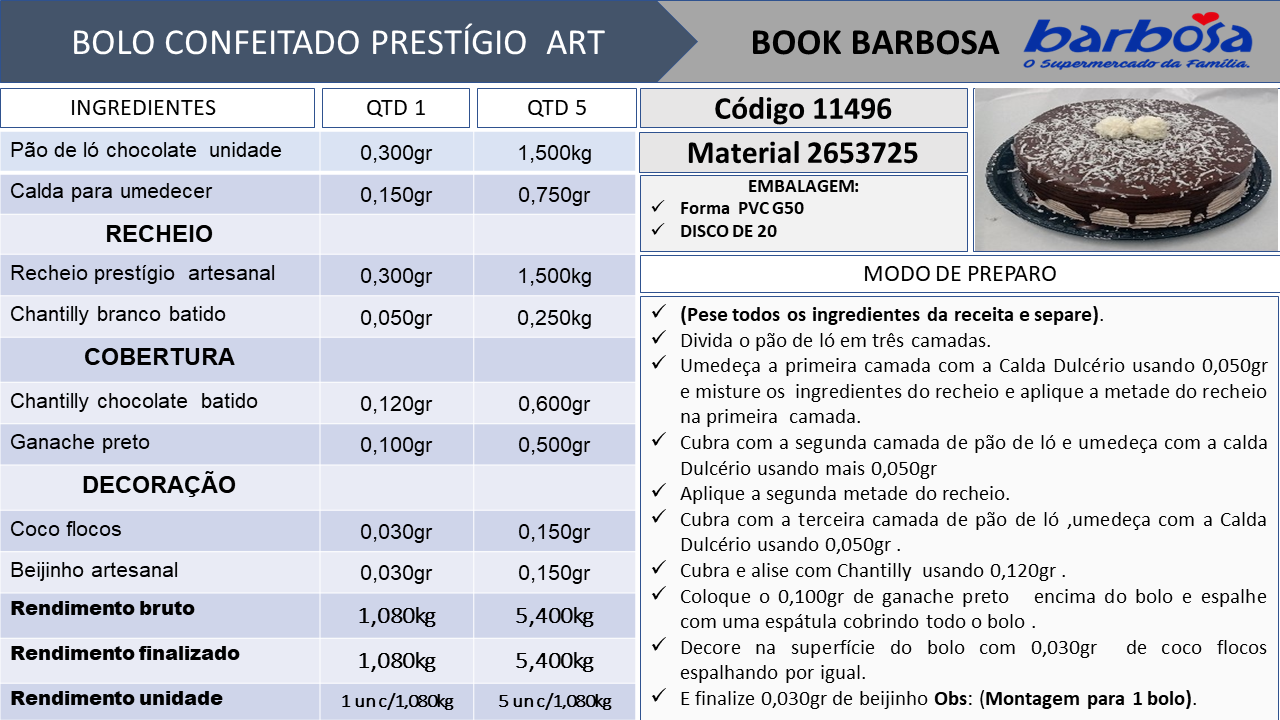 BOLO CONFEITADO PRESTÍGIO ART
BOOK BARBOSA
barbosa
O Supermercado da Família.
INGREDIENTES QTD 1 QTD 5
Pão de ló chocolate unidade 0,300gr 1,500kg
Calda para umedecer 0,150gr 0,750gr
RECHEIO
Recheio prestígio artesanal 0,300gr 1,500kg
Chantilly branco batido 0,050gr 0,250kg
COBERTURA
Chantilly chocolate batido 0,120gr 0,600gr
Ganache preto 0,100gr 0,500gr
DECORAÇÃO
Coco flocos 0,030gr 0,150gr
Beijinho artesanal 0,030gr 0,150gr
Rendimento bruto 1,080kg 5,400kg
Rendimento finalizado 1,080kg 5,400kg
Rendimento unidade 1 un c/1,080kg 5 un c/1,080kg
Código 11496
Material 2653725
EMBALAGEM:
✓ Forma PVC G50
✓ DISCO DE 20
MODO DE PREPARO
✓ (Pese todos os ingredientes da receita e separe).
✓ Divida o pão de ló em três camadas.
✓ Umedeça a primeira camada com a Calda Dulcério usando 0,050gr
e misture os ingredientes do recheio e aplique a metade do recheio
na primeira camada.
✓ Cubra com a segunda camada de pão de ló e umedeça com a calda
Dulcério usando mais 0,050gr
✓ Aplique a segunda metade do recheio.
✓ Cubra com a terceira camada de pão de ló ,umedeça com a Calda
Dulcério usando 0,050gr .
✓ Cubra e alise com Chantilly usando 0,120gr .
✓ Coloque o 0,100gr de ganache preto encima do bolo e espalhe
com uma espátula cobrindo todo o bolo .
✓ Decore na superfície do bolo com 0,030gr de coco flocos
espalhando por igual.
✓ E finalize 0,030gr de beijinho Obs: (Montagem para 1 bolo).